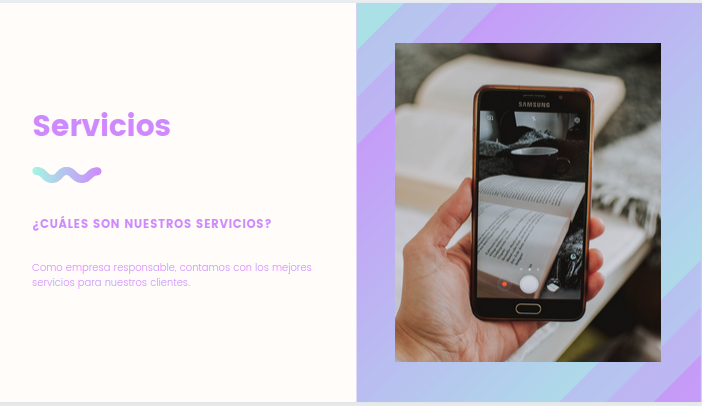 Servicios
¿CUÁLES SON NUESTROS SERVICIOS?
Como empresa responsable, contamos con los mejores
servicios para nuestros clientes.
SAMSUNG